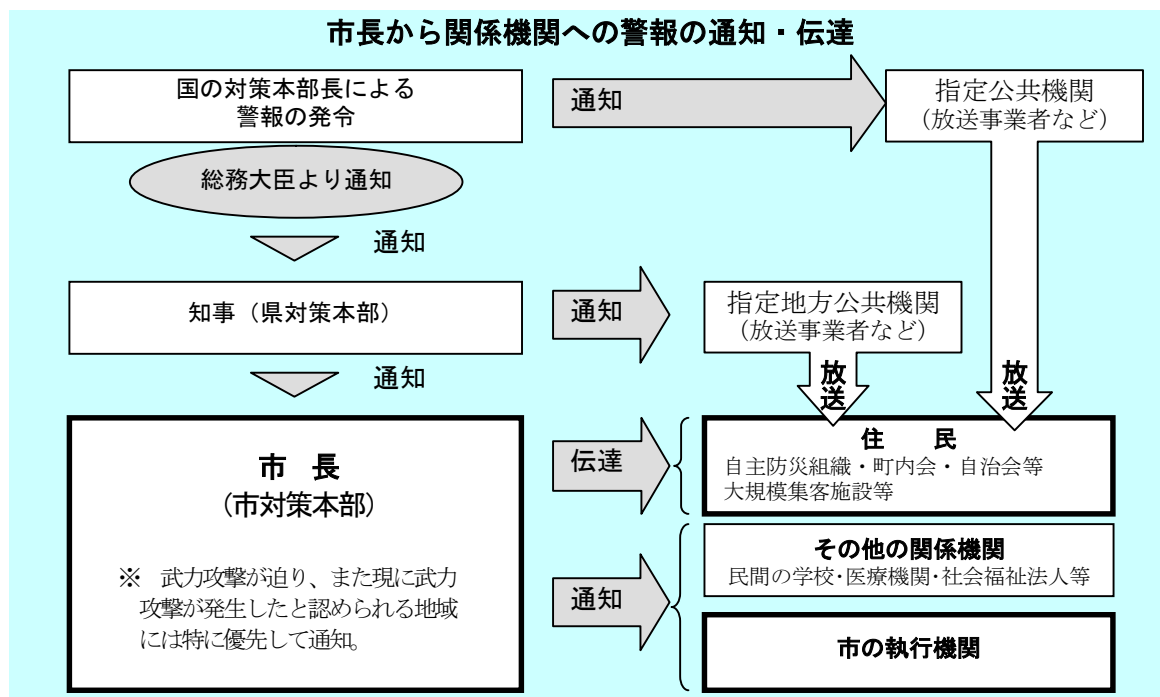 市長から関係機関への警報の通知・伝達
国の対策本部長による
警報の発令
通知
指定公共機関
（放送事業者など）
総務大臣より通知
通知
知事（県対策本部）
通知
指定地方公共機関
（放送事業者など）
通知
放送
放送
市　長
（市対策本部）
※　武力攻撃が迫り、また現に武力
攻撃が発生したと認められる地域
には特に優先して通知。
伝達
住　　民
自主防災組織・町内会・自治会等
大規模集客施設等
通知
その他の関係機関
民間の学校・医療機関・社会福祉法人等
市の執行機関